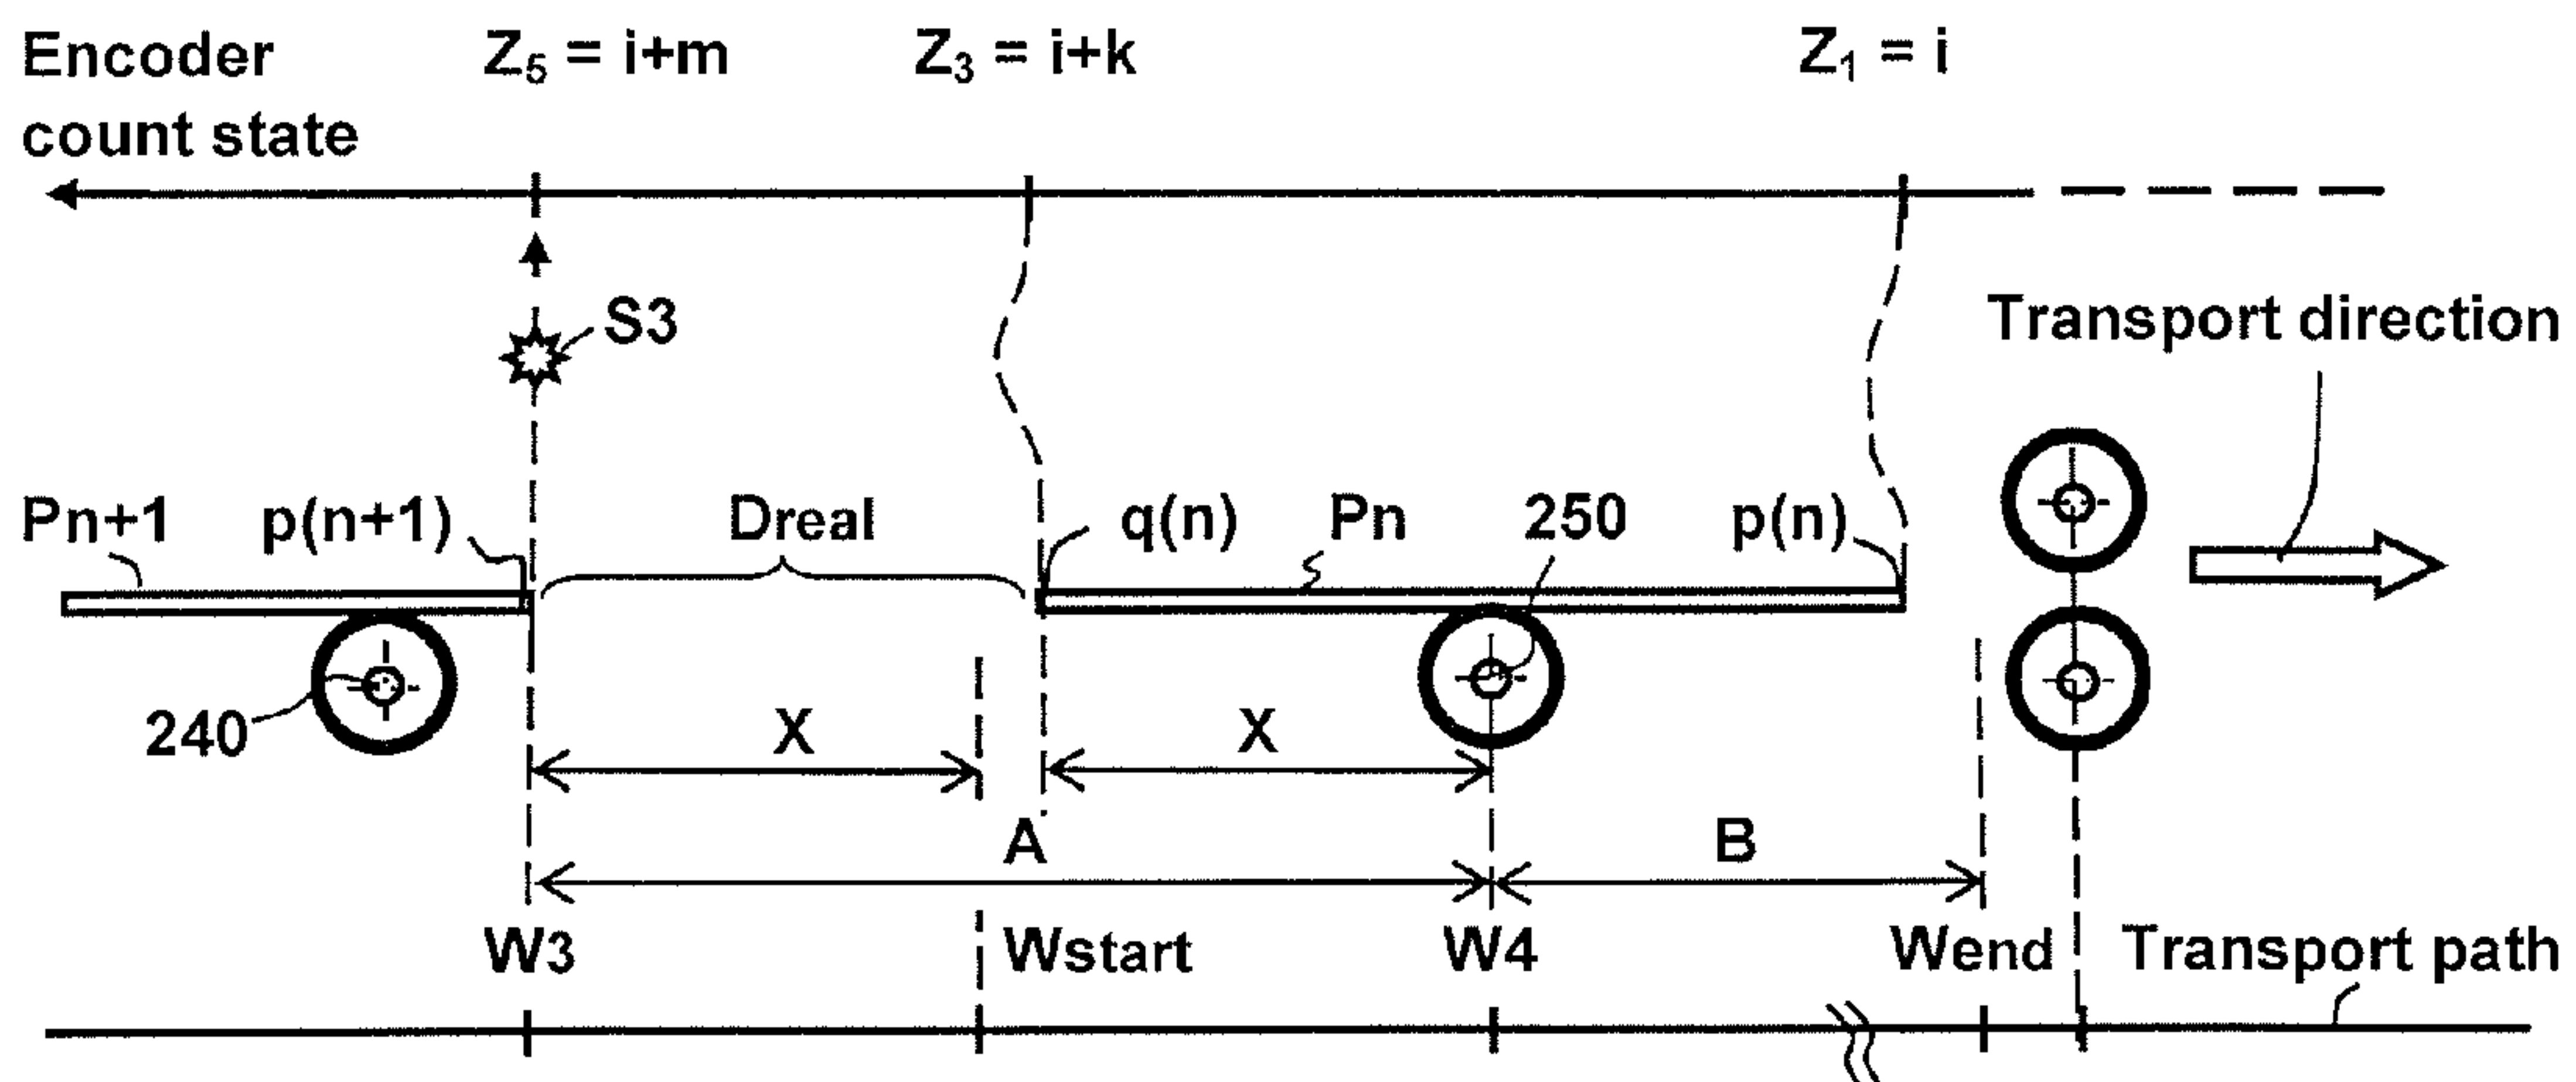 Encoder
count state
Z₅ = i+m
Z₃ = i+k
Z₁ = i
S3
Transport direction
Pn+1
p(n+1)
Dreal
q(n)
Pn
250
p(n)
240
X
X
A
B
W3
Wstart
W4
Wend
Transport path